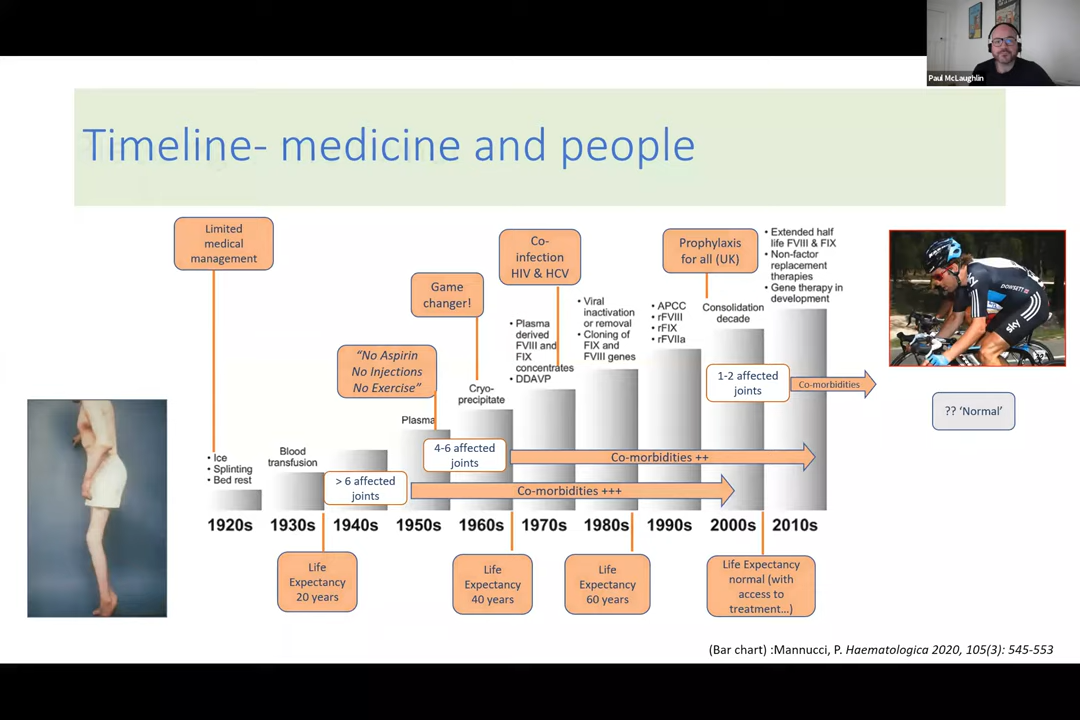 Paul McLaughlin
Timeline- medicine and people
Limited
medical
management
Co-
infection
HIV & HCV
Prophylaxis
for all (UK)
• Extended half
life FVIII & FIX
• Non-factor
replacement
therapies
• Gene therapy in
development
Game
changer!
• Viral
inactivation
or removal
• Cloning of
FIX and
FVIII genes
• APCC
• rFVIII
• rFIX
• rFVIIa
Consolidation
decade
• Plasma
derived
FVIII and
FIX
concentrates
• DDAVP
"No Aspirin
No Injections
No Exercise"
Cryo-
precipitate
1-2 affected
joints
Co-morbidities
DOWSETT
sky
?? 'Normal'
Plasma
4-6 affected
joints
Co-morbidities ++
• Ice
• Splinting
• Bed rest
Blood
transfusion
> 6 affected
joints
Co-morbidities +++
1920s 1930s 1940s 1950s 1960s 1970s 1980s 1990s 2000s 2010s
Life
Expectancy
20 years
Life
Expectancy
40 years
Life
Expectancy
60 years
Life Expectancy
normal (with
access to
treatment...)
(Bar chart) :Mannucci, P. Haematologica 2020, 105(3): 545-553